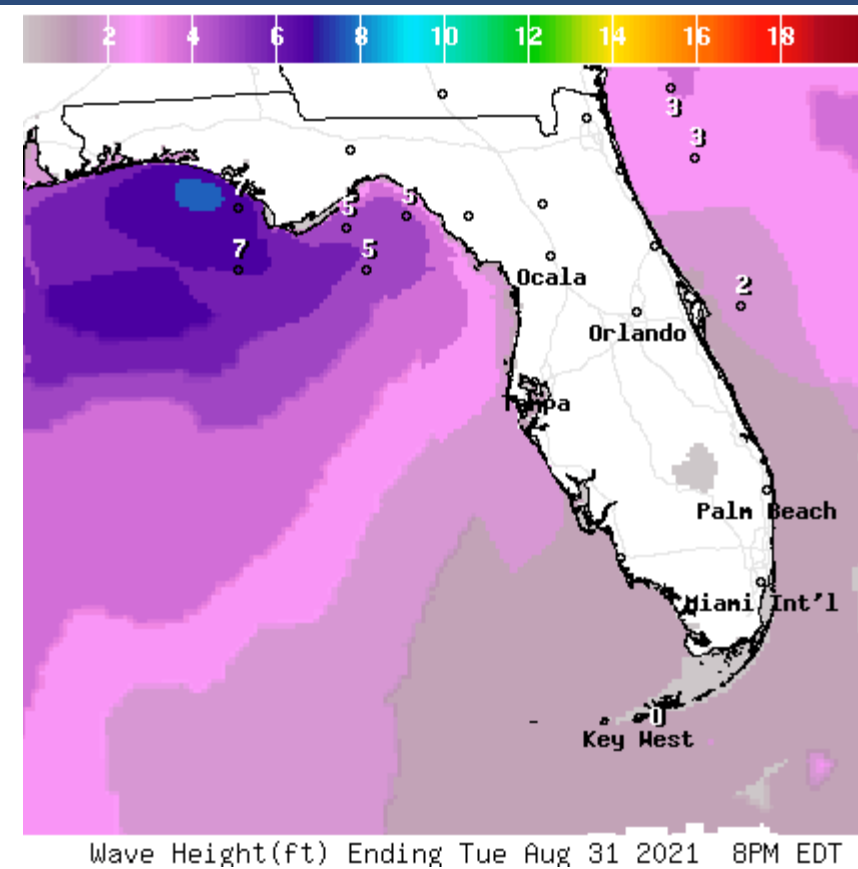 2 4 6 8 10 12 14 16 18
3
3
7
5
5
7
5
Ocala
2
Orlando
Tampa
Palm Beach
Miami Int'l
0
Key West
Wave Height(ft) Ending Tue Aug 31 2021 8PM EDT